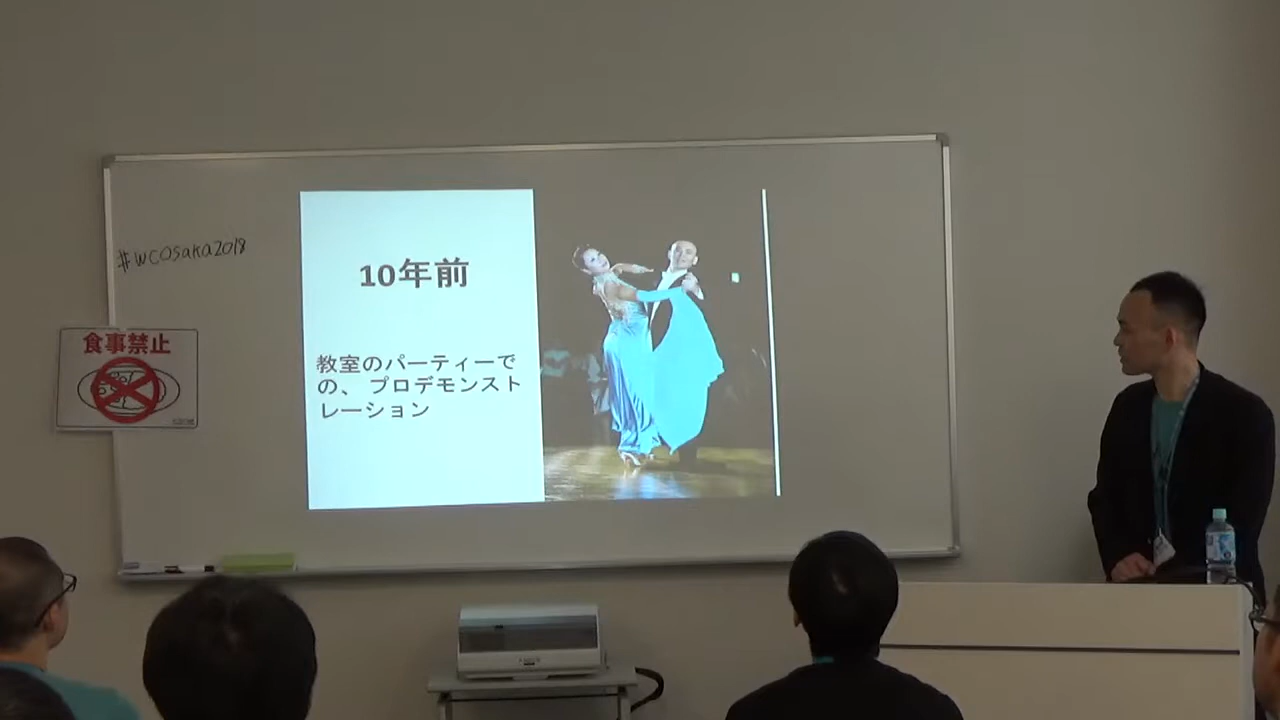 #wcosaka2018
食事禁止
10年前
教室のパーティーで
の、 プロデモンスト
レーション